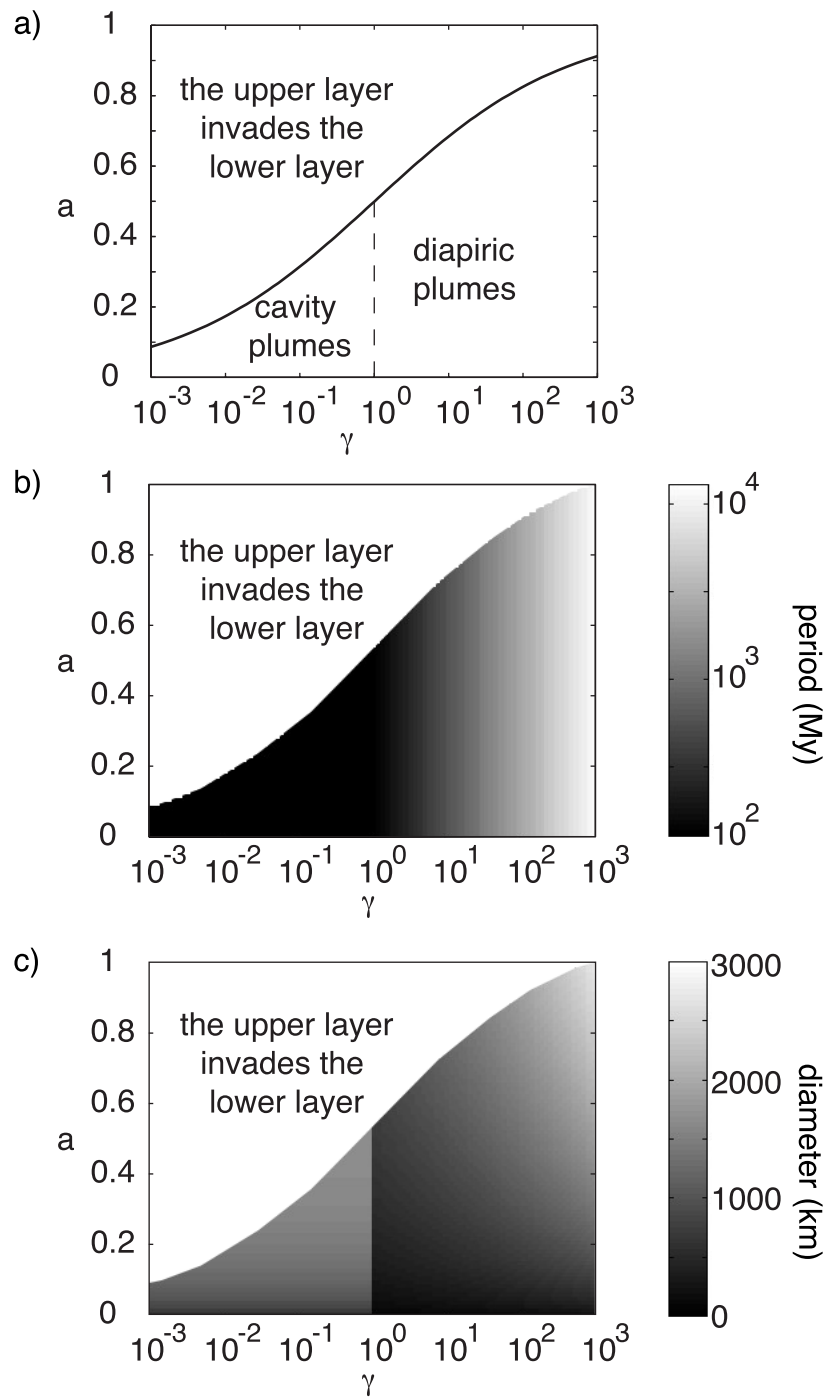 a)
1
0.8
0.6
0.4
0.2
0
a
the upper layer
invades the
lower layer
diapiric
plumes
cavity
plumes
10^-3 10^-2 10^-1 10^0 10^1 10^2 10^3
γ
b)
1
0.8
0.6
0.4
0.2
0
a
the upper layer
invades the
lower layer
10^-3 10^-2 10^-1 10^0 10^1 10^2 10^3
γ
10^4
10^3
10^2
period (My)
c)
1
0.8
0.6
0.4
0.2
0
a
the upper layer
invades the
lower layer
10^-3 10^-2 10^-1 10^0 10^1 10^2 10^3
γ
3000
2000
1000
0
diameter (km)